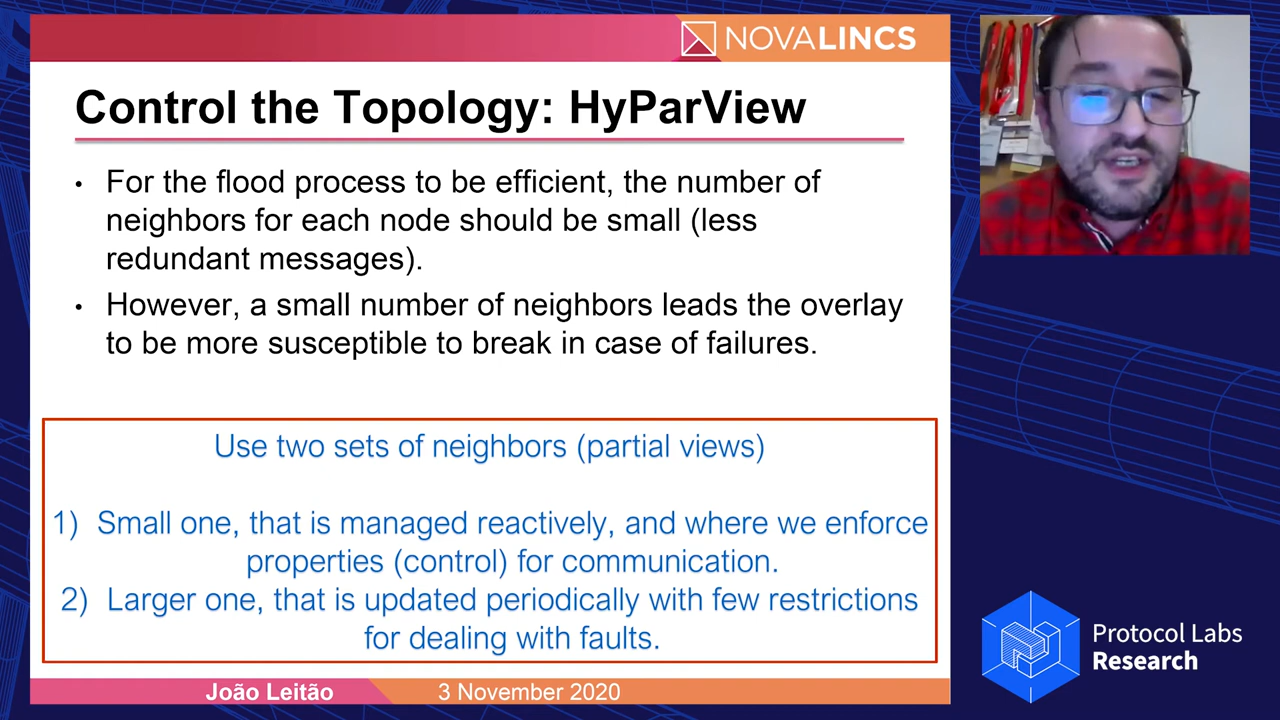 NOVALINCS
Control the Topology: HyParView
• For the flood process to be efficient, the number of
neighbors for each node should be small (less
redundant messages).
• However, a small number of neighbors leads the overlay
to be more susceptible to break in case of failures.
Use two sets of neighbors (partial views)
1) Small one, that is managed reactively, and where we enforce
properties (control) for communication.
2) Larger one, that is updated periodically with few restrictions
for dealing with faults.
João Leitão
3 November 2020
Protocol Labs
Research